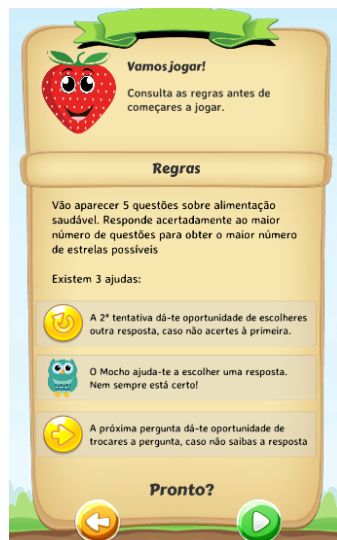 Vamos jogar!
Consulta as regras antes de
começares a jogar.
Regras
Vão aparecer 5 questões sobre alimentação
saudável. Responde acertadamente ao maior
número de questões para obter o maior número
de estrelas possíveis
Existem 3 ajudas:
A 2ª tentativa dá-te oportunidade de escolheres
outra resposta, caso não acertes à primeira.
O Mocho ajuda-te a escolher uma resposta.
Nem sempre está certo!
A próxima pergunta dá-te oportunidade de
trocares a pergunta, caso não saibas a resposta
Pronto?